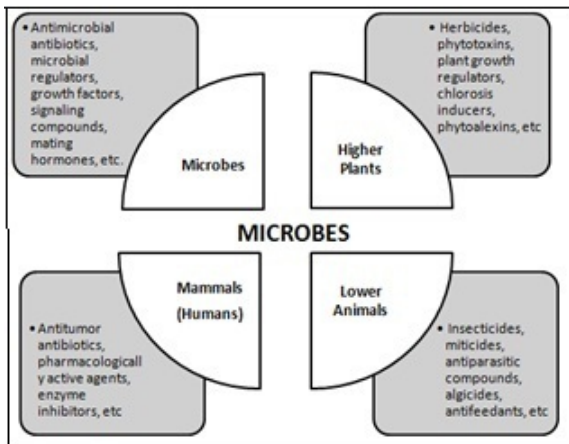 • Antimicrobial
antibiotics,
microbial
regulators,
growth factors,
signaling
compounds,
mating
hormones, etc.
Microbes
• Herbicides,
phytotoxins,
plant growth
regulators,
chlorosis
inducers,
phytoalexins, etc
Higher
Plants
MICROBES
Mammals
(Humans)
• Antitumor
antibiotics,
pharmacologicall
y active agents,
enzyme
inhibitors, etc
Lower
Animals
• Insecticides,
miticides,
antiparasitic
compounds,
algicides,
antifeedants, etc